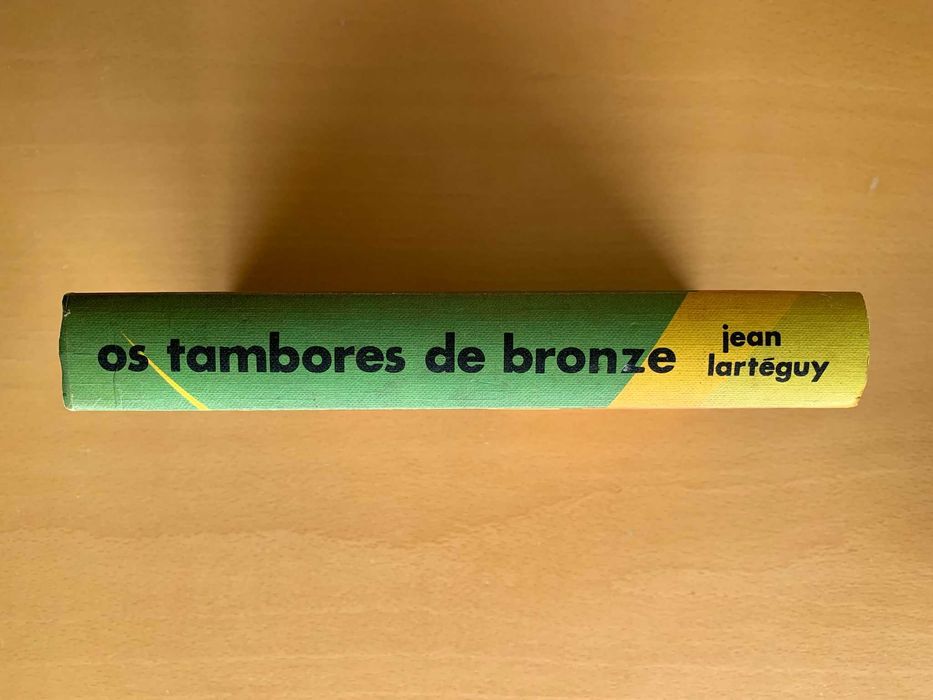 os tambores de bronze
jean
lartéguy